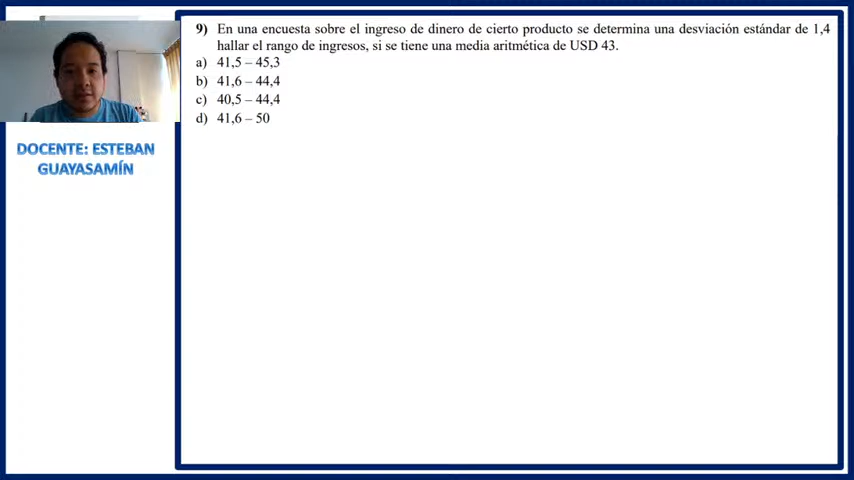 9) En una encuesta sobre el ingreso de dinero de cierto producto se determina una desviación estándar de 1,4
hallar el rango de ingresos, si se tiene una media aritmética de USD 43.
a) 41,5 – 45,3
b) 41,6 – 44,4
c) 40,5 – 44,4
d) 41,6 – 50
DOCENTE: ESTEBAN
GUAYASAMÍN